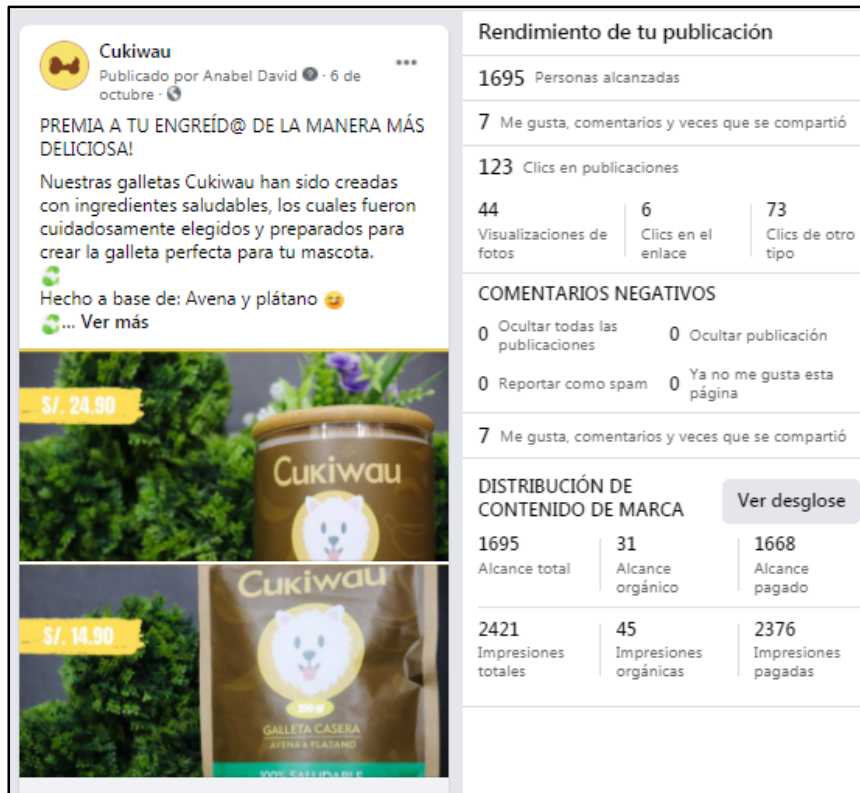 Cukiwau
Publicado por Anabel David · 6 de
octubre ·
PREMIA A TU ENGREÍD@ DE LA MANERA MÁS
DELICIOSA!
Nuestras galletas Cukiwau han sido creadas
con ingredientes saludables, los cuales fueron
cuidadosamente elegidos y preparados para
crear la galleta perfecta para tu mascota.
Hecho a base de: Avena y plátano
... Ver más
S/. 24.90
Cukiwau
S/. 14.90
Cukiwau
200 gr
GALLETA CASERA
AVENA & PLÁTANO
100% SALUDABLE
Rendimiento de tu publicación
1695 Personas alcanzadas
7 Me gusta, comentarios y veces que se compartió
123 Clics en publicaciones
44
Visualizaciones de
fotos
6
Clics en el
enlace
73
Clics de otro
tipo
COMENTARIOS NEGATIVOS
0 Ocultar todas las
publicaciones
0 Ocultar publicación
0 Reportar como spam
0 Ya no me gusta esta
página
7 Me gusta, comentarios y veces que se compartió
DISTRIBUCIÓN DE
CONTENIDO DE MARCA
Ver desglose
1695
Alcance total
31
Alcance
orgánico
1668
Alcance
pagado
2421
Impresiones
totales
45
Impresiones
orgánicas
2376
Impresiones
pagadas